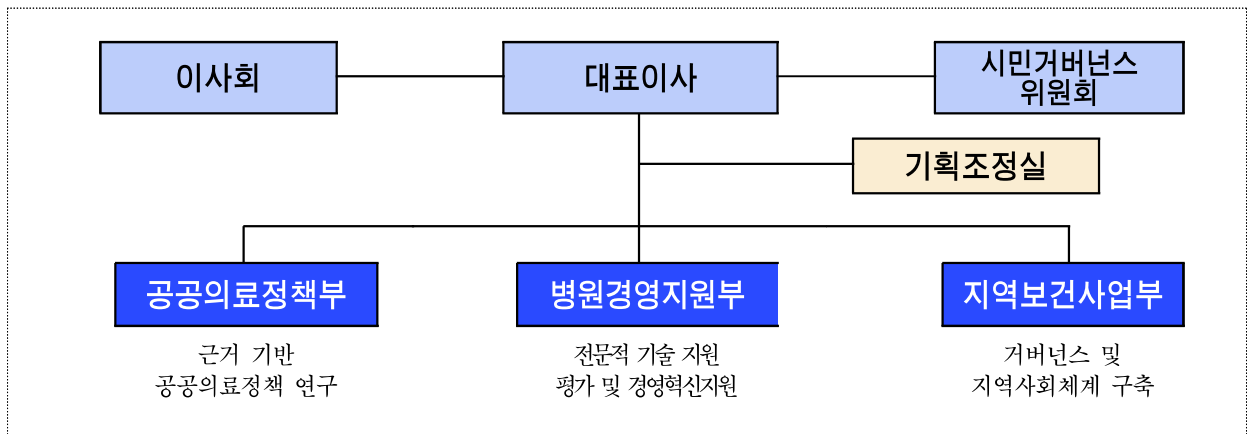 이사회
대표이사
시민거버넌스
위원회
기획조정실
공공의료정책부
병원경영지원부
지역보건사업부
근거 기반
공공의료정책 연구
전문적 기술 지원
평가 및 경영혁신지원
거버넌스 및
지역사회체계 구축